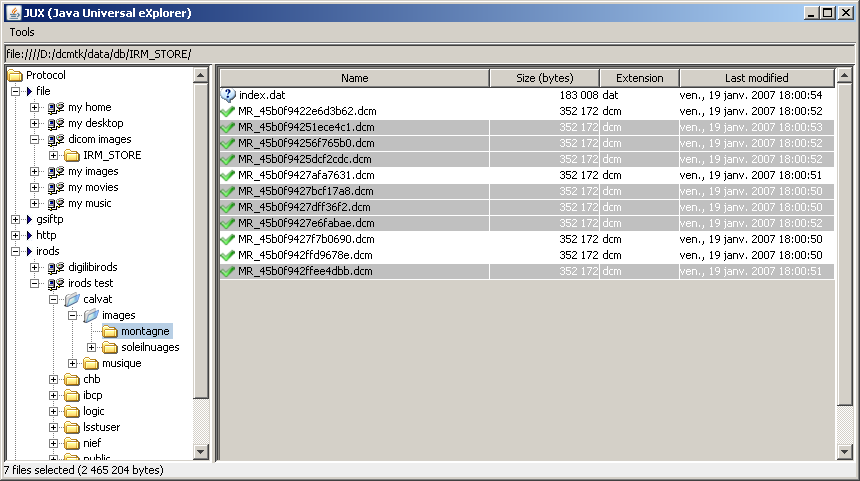 JUX (Java Universal eXplorer)
Tools
file:////D:/dcmtk/data/db/IRM_STORE/
Protocol
file
my home
my desktop
dicom images
IRM_STORE
my images
my movies
my music
gsiftp
http
irods
digilibirods
irods test
calvat
images
montagne
soleilnuages
musique
chb
ibcp
logic
lsstuser
nief
public
Name Size (bytes) Extension Last modified
index.dat 183 008 dat ven., 19 janv. 2007 18:00:54
MR_45b0f9422e6d3b62.dcm 352 172 dcm ven., 19 janv. 2007 18:00:52
MR_45b0f94251ece4c1.dcm 352 172 dcm ven., 19 janv. 2007 18:00:53
MR_45b0f94256f765b0.dcm 352 172 dcm ven., 19 janv. 2007 18:00:52
MR_45b0f9425dcf2cdc.dcm 352 172 dcm ven., 19 janv. 2007 18:00:52
MR_45b0f9427afa7631.dcm 352 172 dcm ven., 19 janv. 2007 18:00:51
MR_45b0f9427bcf17a8.dcm 352 172 dcm ven., 19 janv. 2007 18:00:50
MR_45b0f9427dff36f2.dcm 352 172 dcm ven., 19 janv. 2007 18:00:50
MR_45b0f9427e6fabae.dcm 352 172 dcm ven., 19 janv. 2007 18:00:52
MR_45b0f9427f7b0690.dcm 352 172 dcm ven., 19 janv. 2007 18:00:50
MR_45b0f942ffd9678e.dcm 352 172 dcm ven., 19 janv. 2007 18:00:50
MR_45b0f942ffee4dbb.dcm 352 172 dcm ven., 19 janv. 2007 18:00:51
7 files selected (2 465 204 bytes)